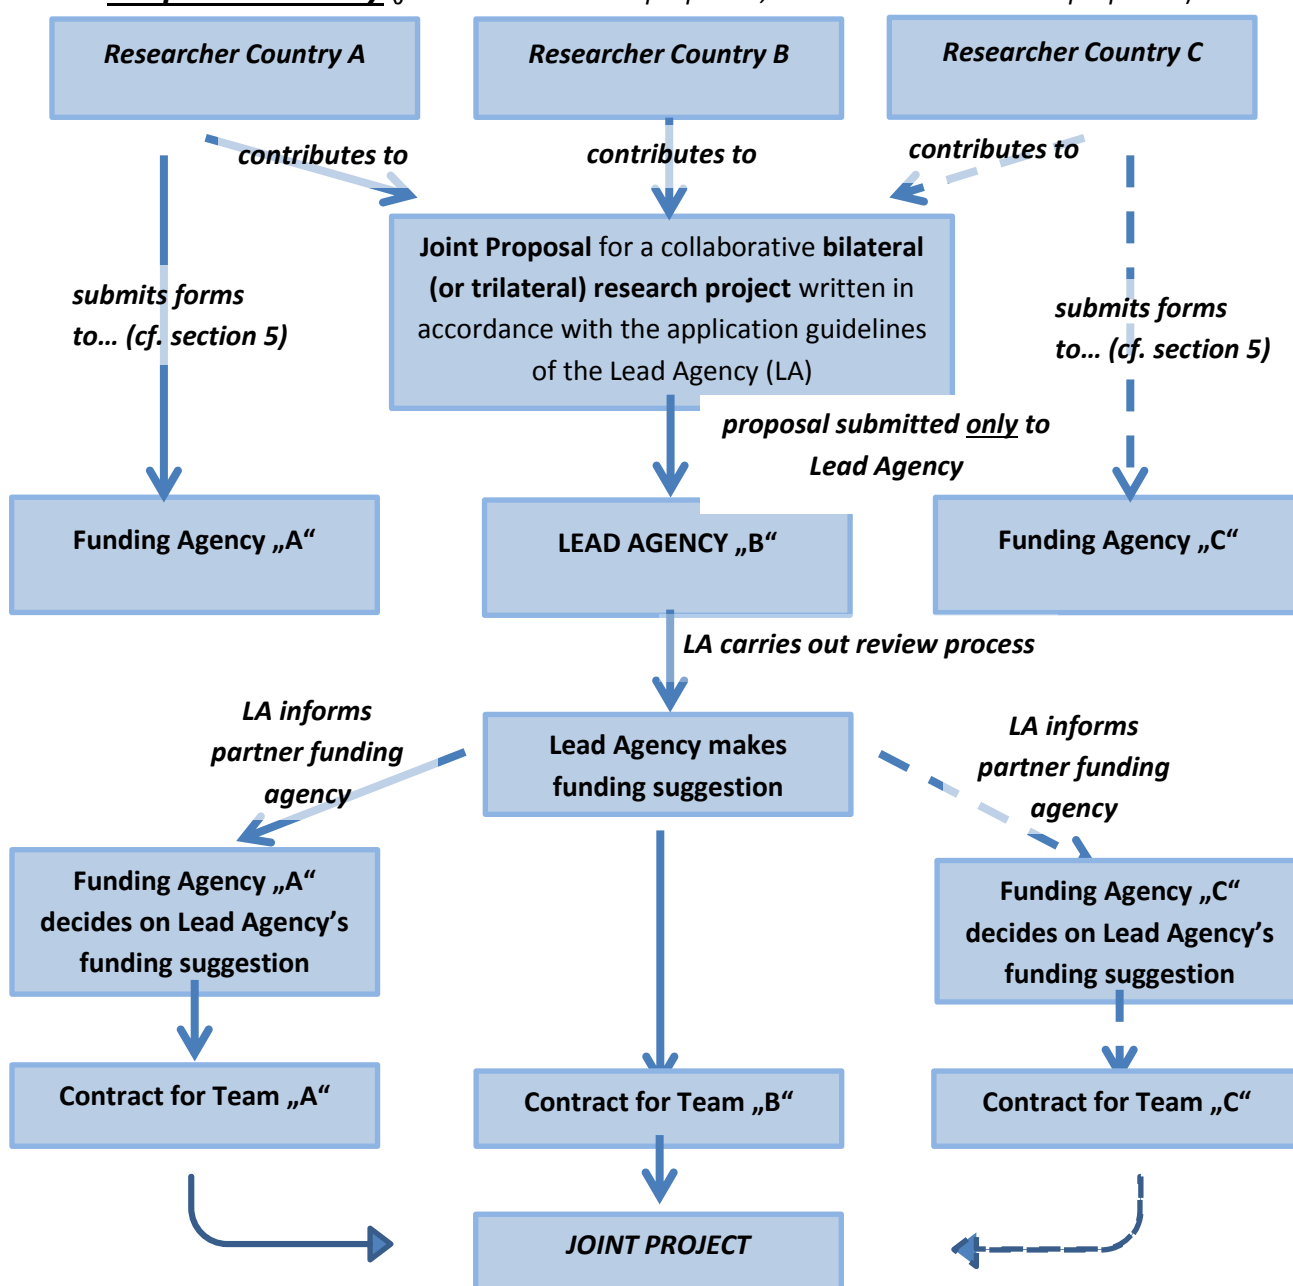 Researcher Country A
Researcher Country B
Researcher Country C
contributes to
contributes to
contributes to
Joint Proposal for a collaborative bilateral
(or trilateral) research project written in
accordance with the application guidelines
of the Lead Agency (LA)
submits forms
to… (cf. section 5)
submits forms
to… (cf. section 5)
proposal submitted only to
Lead Agency
Funding Agency „A“
LEAD AGENCY „B“
Funding Agency „C“
LA carries out review process
LA informs
partner funding
agency
Lead Agency makes
funding suggestion
LA informs
partner funding
agency
Funding Agency „A“
decides on Lead Agency’s
funding suggestion
Funding Agency „C“
decides on Lead Agency’s
funding suggestion
Contract for Team „A“
Contract for Team „B“
Contract for Team „C“
JOINT PROJECT